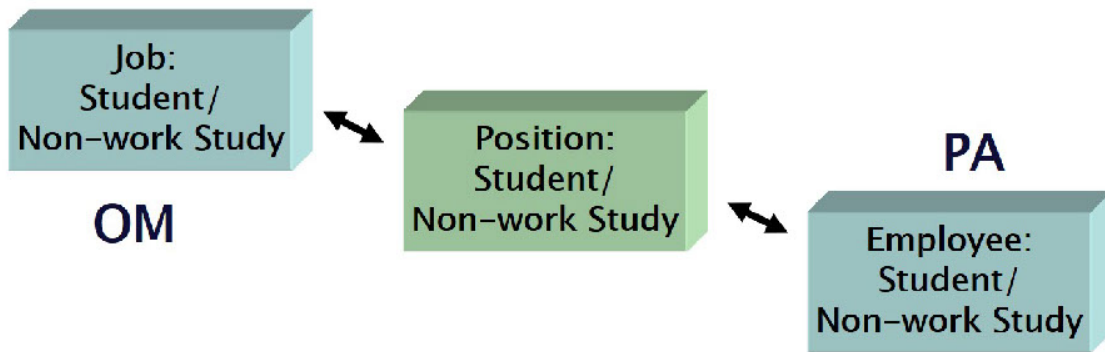 Job:
Student/
Non-work Study
OM
Position:
Student/
Non-work Study
PA
Employee:
Student/
Non-work Study